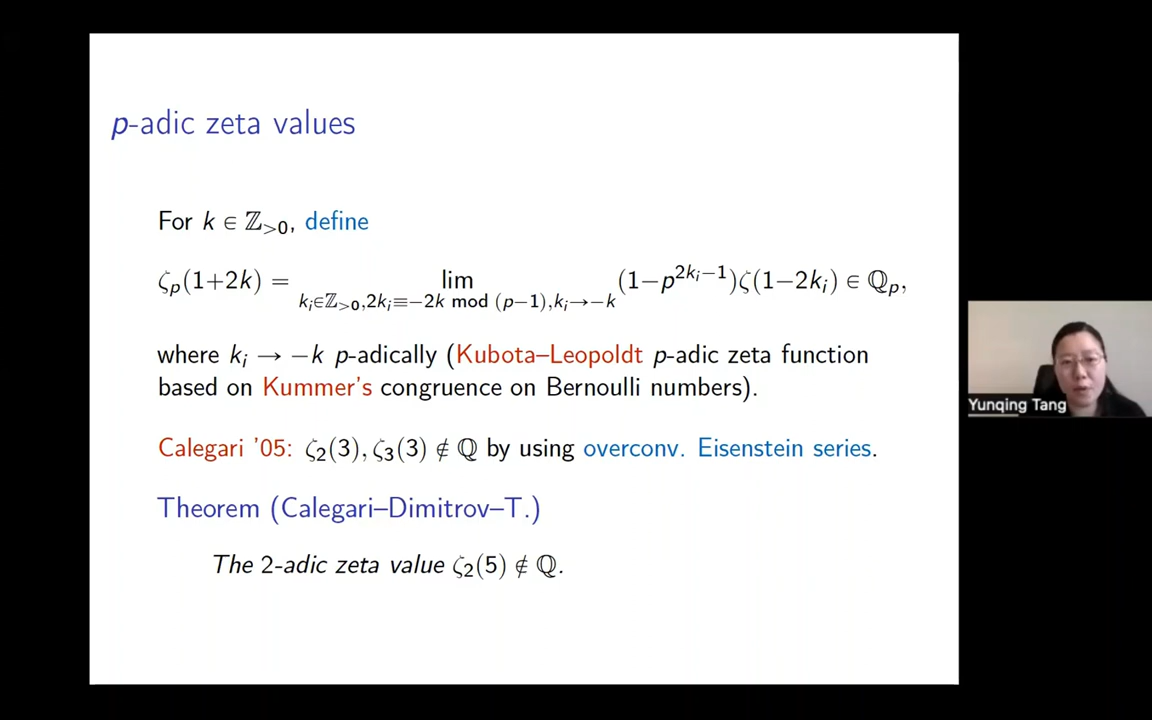 p-adic zeta values
For k ∈ ℤ>0, define
ζₚ(1+2k) = lim (1−p^{2kᵢ−1})ζ(1−2kᵢ) ∈ ℚₚ,
kᵢ∈ℤ>0,2kᵢ≡−2k mod (p−1),kᵢ→−k
where kᵢ → −k p-adically (Kubota–Leopoldt p-adic zeta function
based on Kummer's congruence on Bernoulli numbers).
Calegari '05: ζ₂(3), ζ₃(3) ∉ ℚ by using overconv. Eisenstein series.
Theorem (Calegari–Dimitrov–T.)
The 2-adic zeta value ζ₂(5) ∉ ℚ.
Yunqing Tang